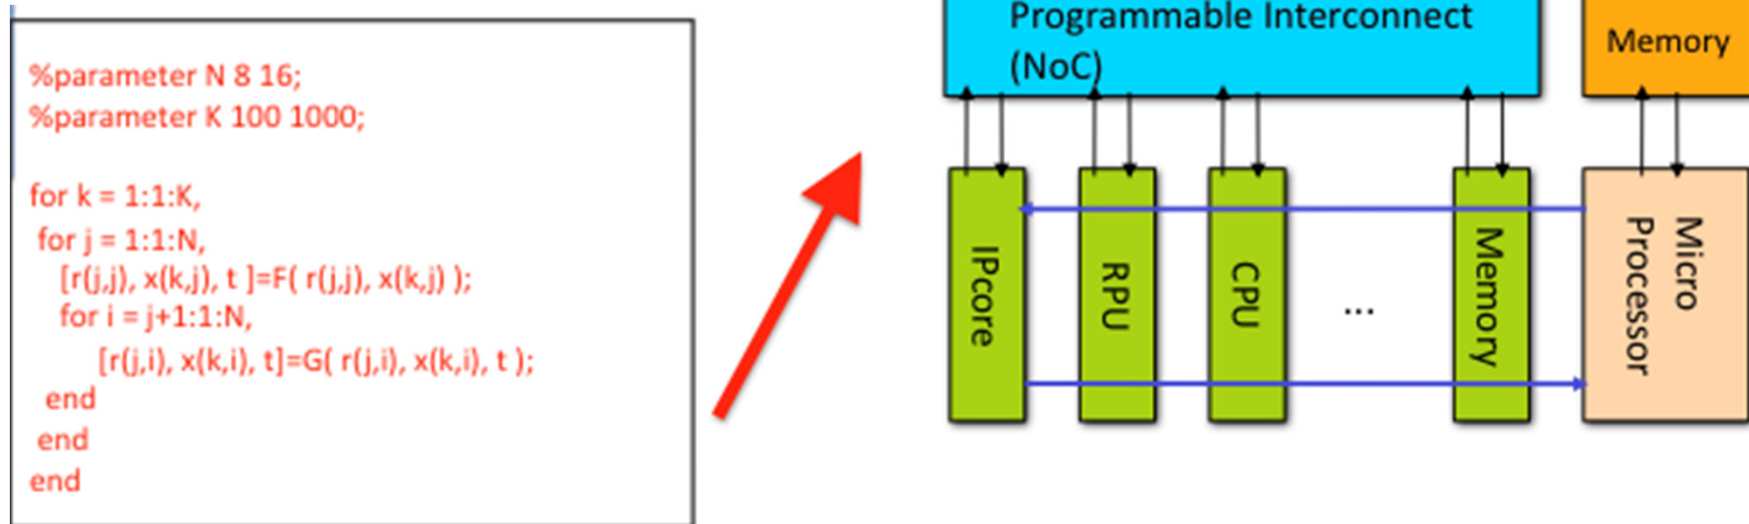 %parameter N 8 16;
%parameter K 100 1000;
for k = 1:1:K,
for j = 1:1:N,
[r(j,j), x(k,j), t ]=F( r(j,j), x(k,j) );
for i = j+1:1:N,
[r(j,i), x(k,i), t]=G( r(j,i), x(k,i), t );
end
end
end
Programmable Interconnect
(NoC)
Memory
IPcore
RPU
CPU
...
Memory
Micro
Processor